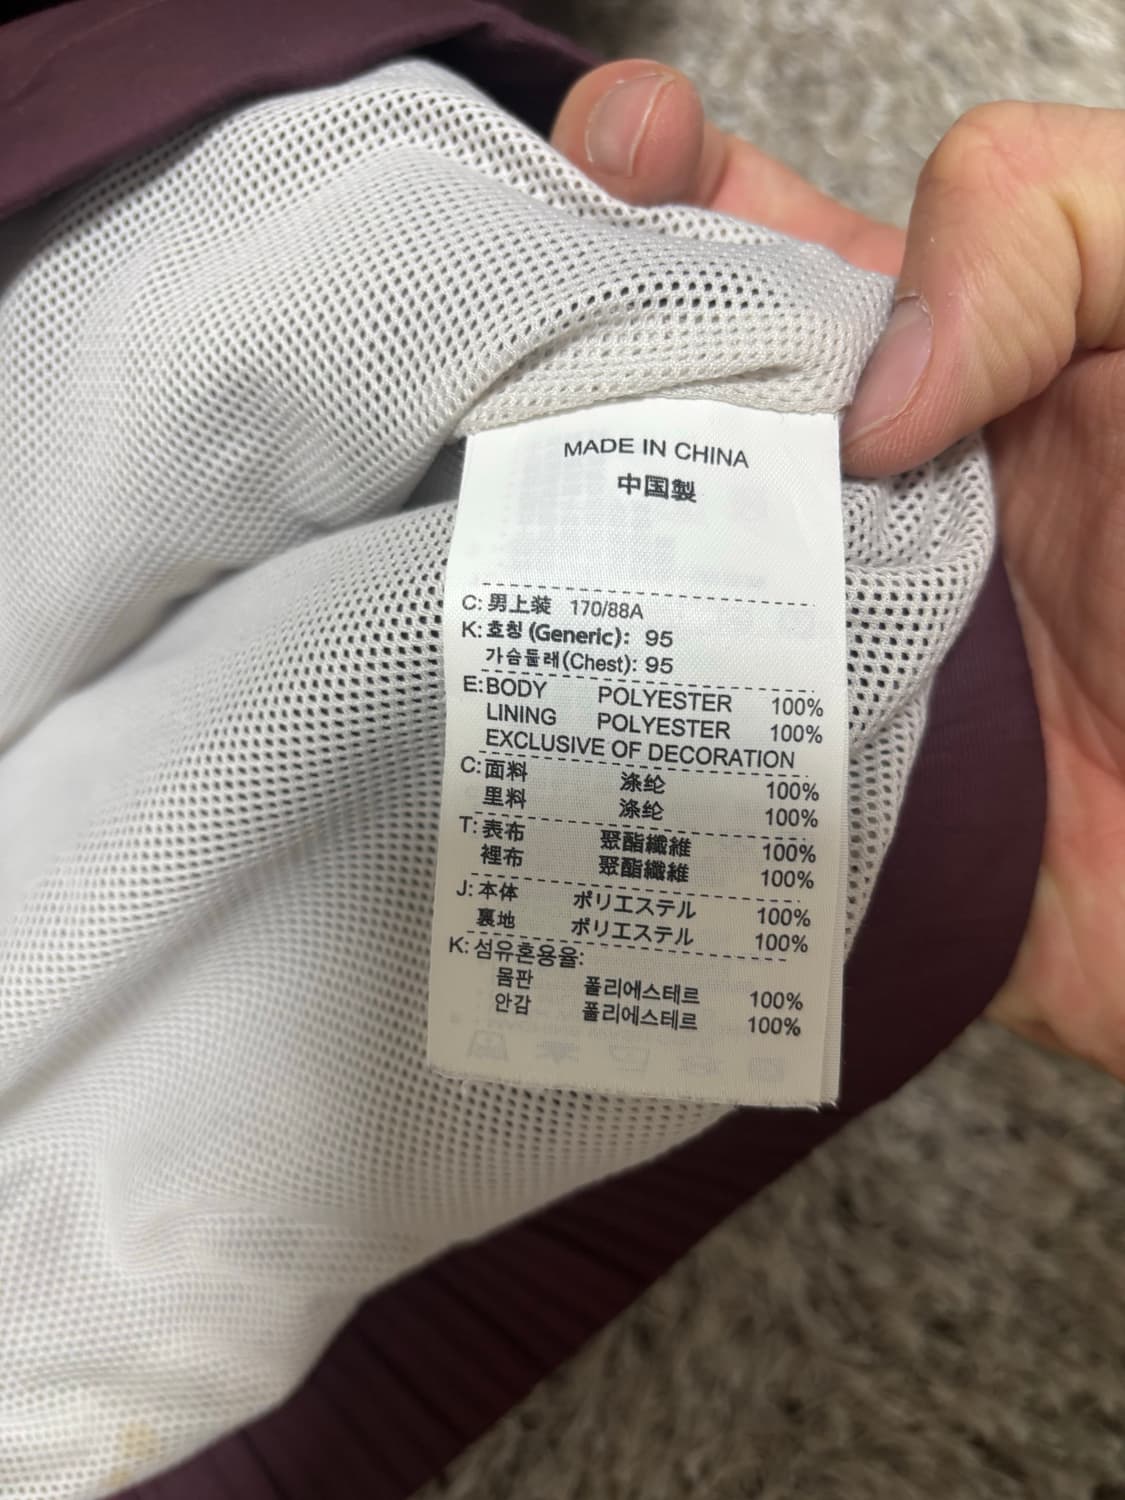 MADE IN CHINA
中国製
C: 男上装 170/88A
K: 호칭 (Generic): 95
가슴둘레(Chest): 95
E: BODY POLYESTER 100%
LINING POLYESTER 100%
EXCLUSIVE OF DECORATION
C: 面料 涤纶 100%
里料 涤纶 100%
T: 表布 聚酯纖維 100%
裡布 聚酯纖維 100%
J: 本体 ポリエステル 100%
裏地 ポリエステル 100%
K: 섬유혼용율:
몸판 폴리에스테르 100%
안감 폴리에스테르 100%